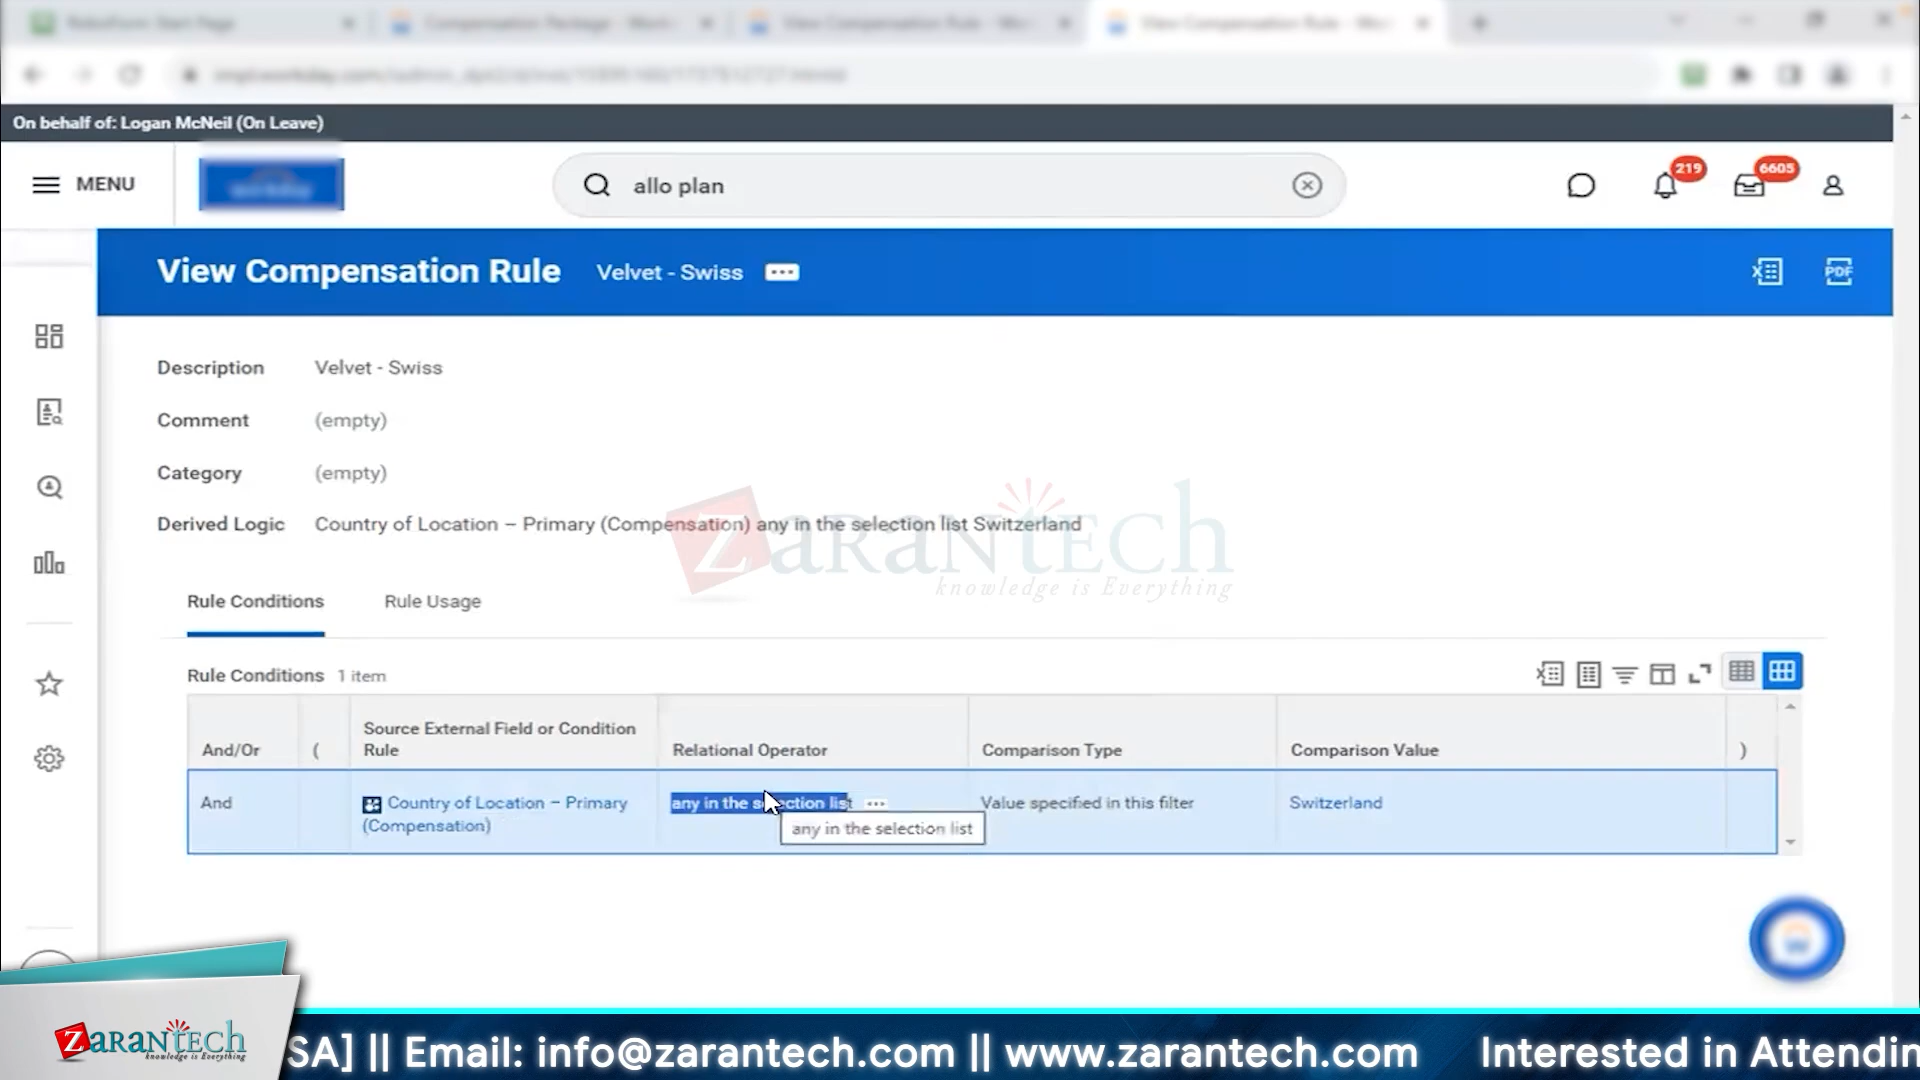 On behalf of: Logan McNeil (On Leave)
MENU
allo plan
219
6605
View Compensation Rule
Velvet - Swiss
PDF
Description Velvet - Swiss
Comment (empty)
Category (empty)
Derived Logic Country of Location – Primary (Compensation) any in the selection list Switzerland
ZaranTech
knowledge is Everything
Rule Conditions Rule Usage
Rule Conditions 1 item
And/Or ( Source External Field or Condition Rule Relational Operator Comparison Type Comparison Value )
And Country of Location – Primary (Compensation) any in the selection list Value specified in this filter Switzerland
any in the selection list
ZaranTech
knowledge is Everything
SA] || Email: info@zarantech.com || www.zarantech.com Interested in Attendin